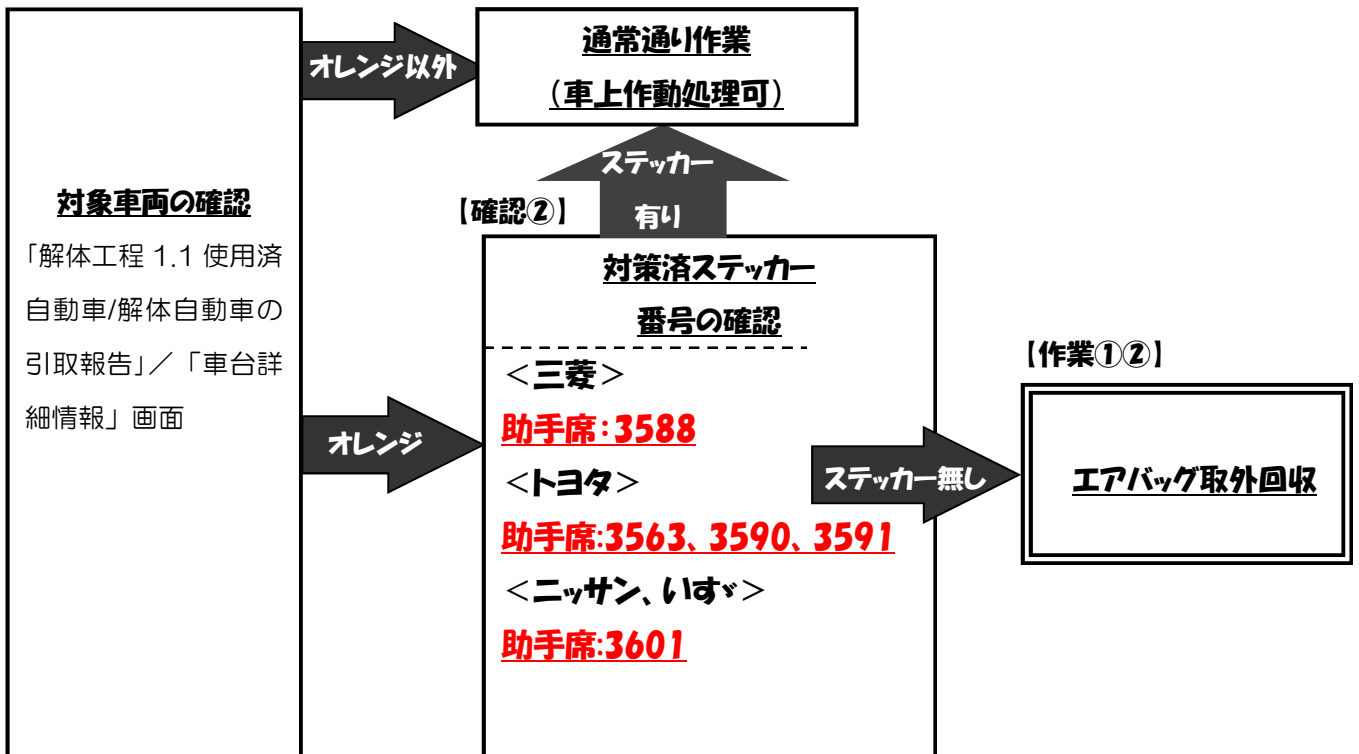 対象車両の確認
「解体工程 1.1 使用済
自動車/解体自動車の
引取報告」／「車台詳
細情報」画面
オレンジ以外
通常通り作業
（車上作動処理可）
ステッカー
有り
オレンジ
【確認②】
対策済ステッカー
番号の確認
＜三菱＞
助手席：3588
＜トヨタ＞
助手席:3563、3590、3591
＜ニッサン、いすゞ＞
助手席:3601
ステッカー無し
【作業①②】
エアバッグ取外回収